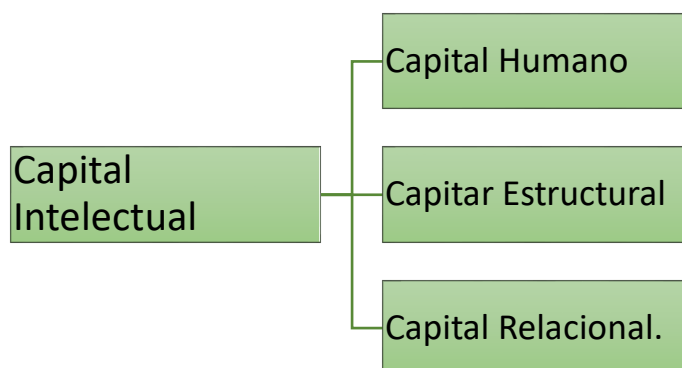 Capital Humano
Capital
Intelectual
Capitar Estructural
Capital Relacional.